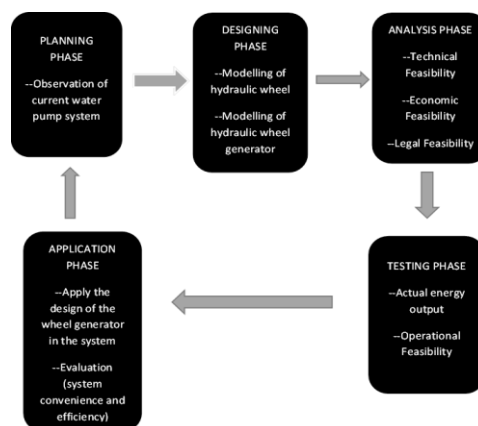 PLANNING
PHASE
--Observation of
current water
pump system
DESIGNING
PHASE
--Modelling of
hydraulic wheel
--Modelling of
hydraulic wheel
generator
ANALYSIS PHASE
--Technical
Feasibility
--Economic
Feasibility
--Legal Feasibility
APPLICATION
PHASE
--Apply the
design of the
wheel generator
in the system
--Evaluation
(system
convenience and
efficiency)
TESTING PHASE
--Actual energy
output
--Operational
Feasibility